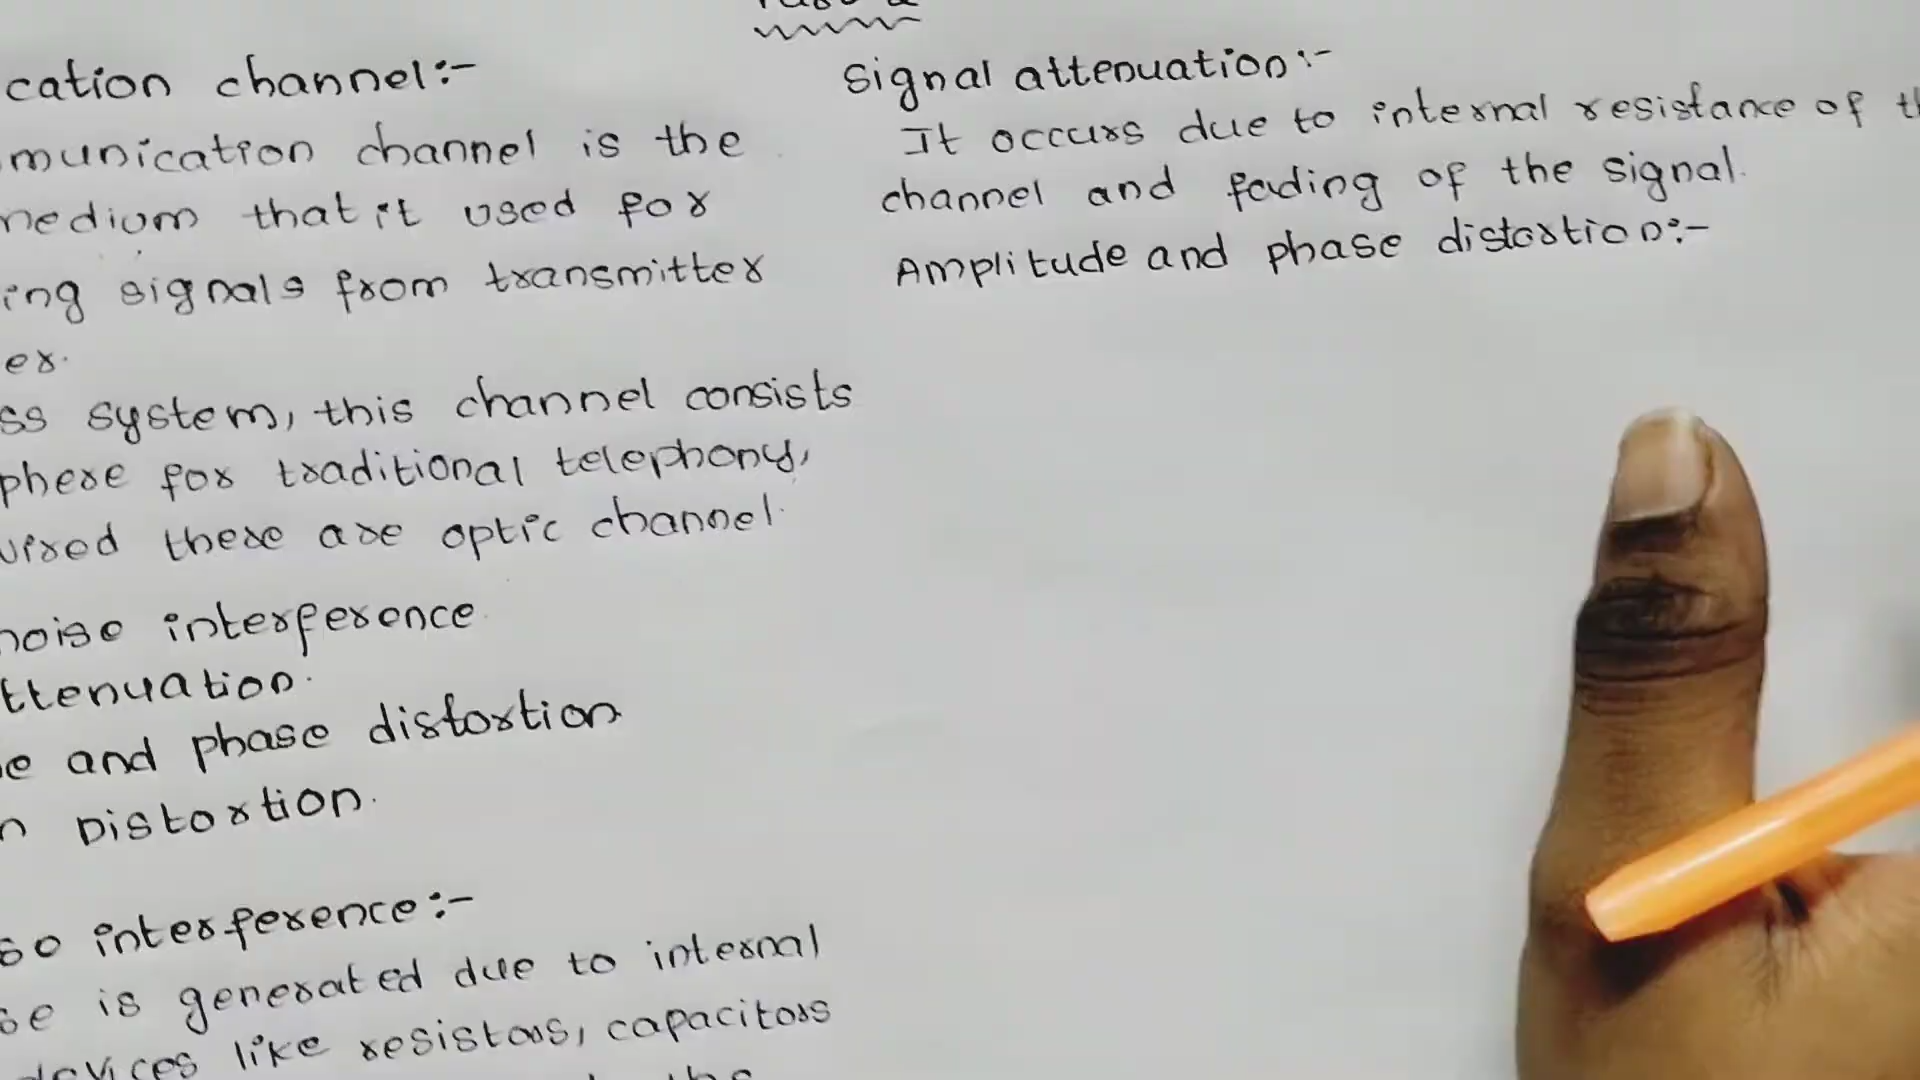 cation channel:-
munication channel is the
medium that it used for
ing signals from transmitter
er.
ss system, this channel consists
phere for traditional telephony,
wired there are optic channel.
noise interference
ttenuation.
e and phase distortion
n Distortion.
so interference:-
se is generated due to internal
devices like resistors, capacitors
the
Signal attenuation:-
It occurs due to internal resistance of th
channel and fading of the signal.
Amplitude and phase distortion:-